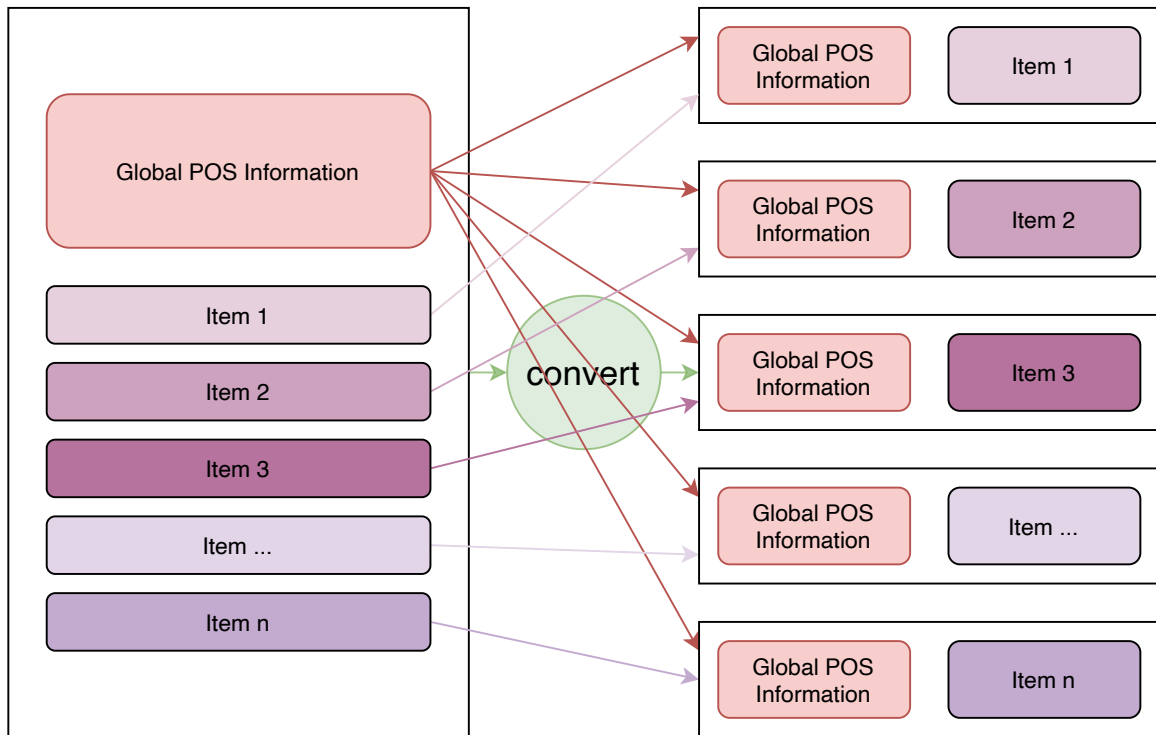 Global POS Information
Item 1
Item 2
Item 3
Item ...
Item n
convert
Global POS
Information
Item 1
Global POS
Information
Item 2
Global POS
Information
Item 3
Global POS
Information
Item ...
Global POS
Information
Item n